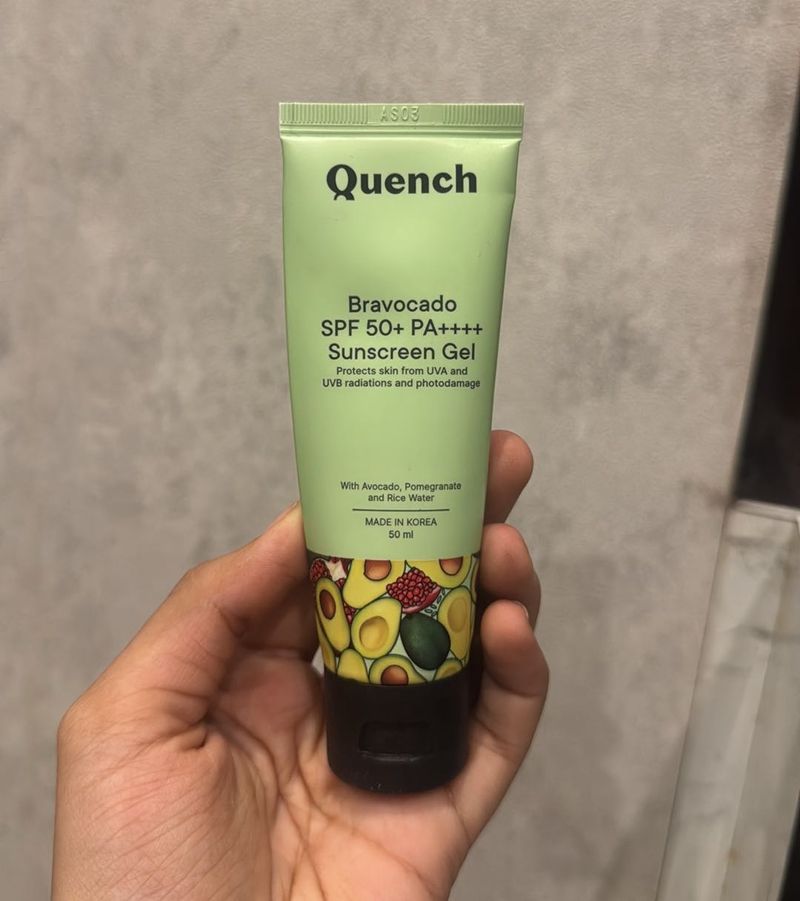 AS03
Quench
Bravocado
SPF 50+ PA++++
Sunscreen Gel
Protects skin from UVA and
UVB radiations and photodamage
With Avocado, Pomegranate
and Rice Water
MADE IN KOREA
50 ml